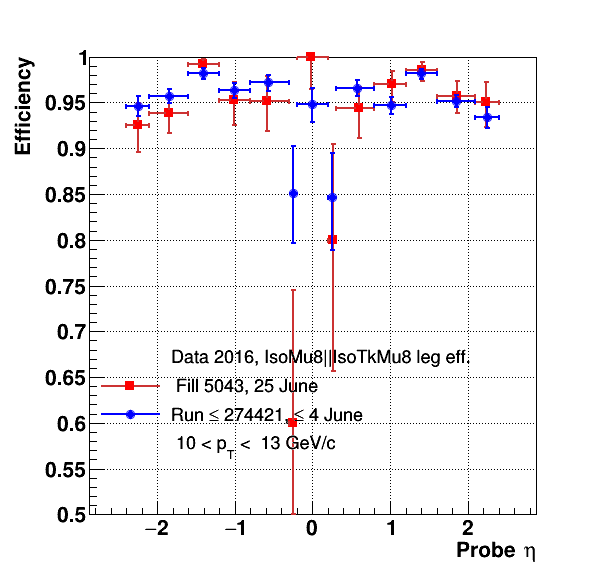 Efficiency
1
0.95
0.9
0.85
0.8
0.75
0.7
0.65
0.6
0.55
0.5
Data 2016, IsoMu8||IsoTkMu8 leg eff.
Fill 5043, 25 June
Run ≤ 274421, ≤ 4 June
10 < p_T < 13 GeV/c
−2 −1 0 1 2
Probe η